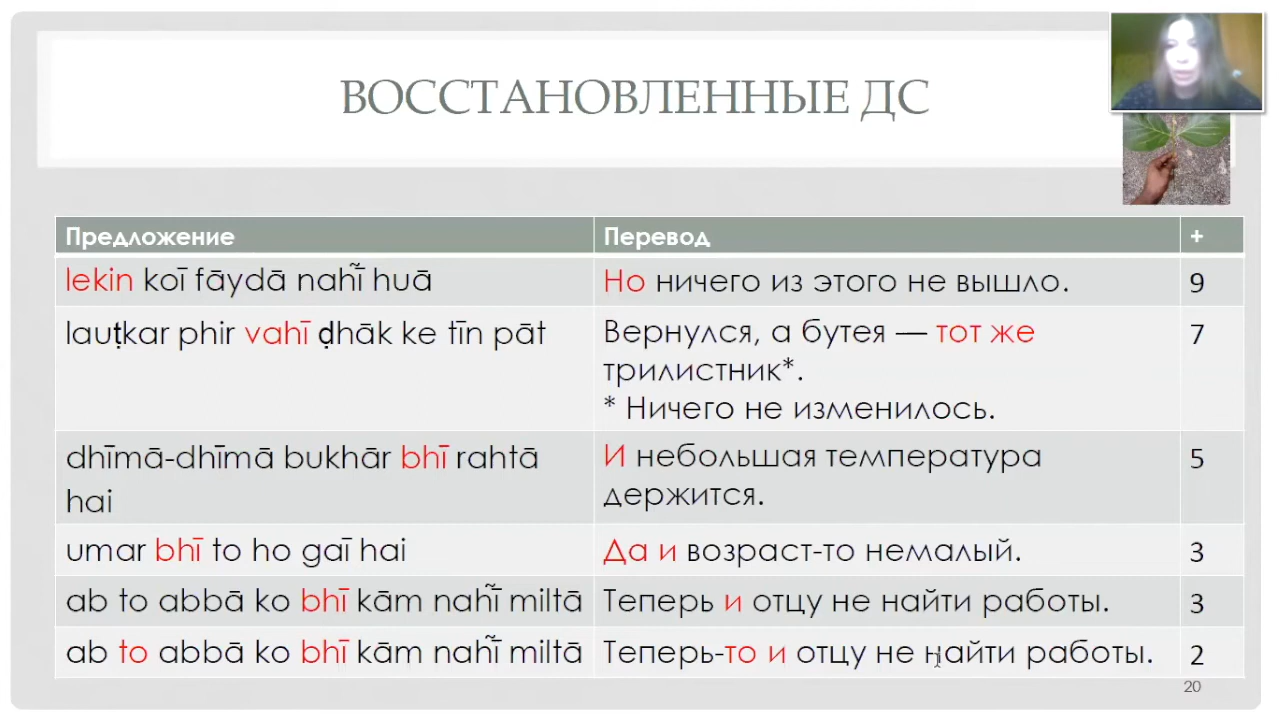 ВОССТАНОВЛЕННЫЕ ДС
Предложение Перевод +
lekin koī fāydā nahī̃ huā Но ничего из этого не вышло. 9
lauṭkar phir vahī ḍhāk ke tīn pāt Вернулся, а бутея — тот же 7
трилистник*.
* Ничего не изменилось.
dhīmā-dhīmā bukhār bhī rahtā И небольшая температура 5
hai держится.
umar bhī to ho gaī hai Да и возраст-то немалый. 3
ab to abbā ko bhī kām nahī̃ miltā Теперь и отцу не найти работы. 3
ab to abbā ko bhī kām nahī̃ miltā Теперь-то и отцу не найти работы. 2
20